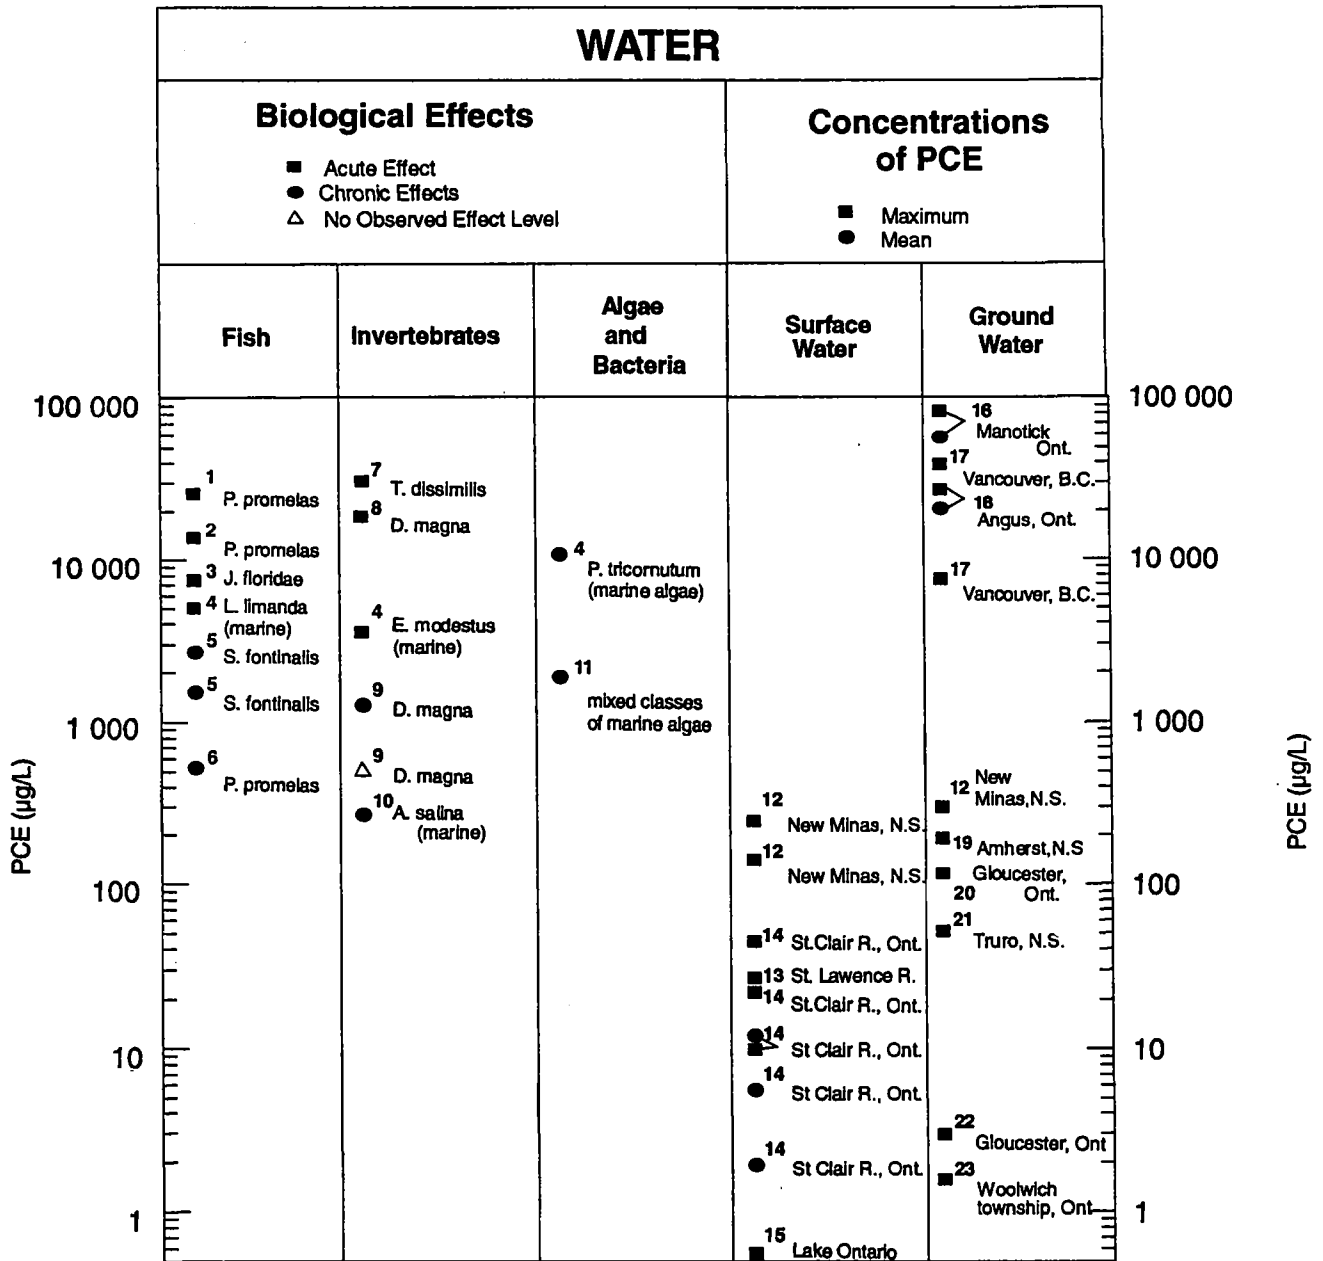 WATER
Biological Effects
Acute Effect
Chronic Effects
No Observed Effect Level
Concentrations
of PCE
Maximum
Mean
Fish
Invertebrates
Algae
and
Bacteria
Surface
Water
Ground
Water
100 000
10 000
1 000
100
10
1
PCE (µg/L)
1
P. promelas
2
P. promelas
3 J. floridae
4 L. limanda
(marine)
5
S. fontinalis
5
S. fontinalis
6
P. promelas
7
T. dissimilis
8
D. magna
4
E. modestus
(marine)
9
D. magna
9
D. magna
10 A. salina
(marine)
4
P. tricornutum
(marine algae)
11
mixed classes
of marine algae
12
New Minas, N.S.
12
New Minas, N.S.
14 St.Clair R., Ont.
13 St. Lawence R.
14 St.Clair R., Ont.
14
St Clair R., Ont.
14
St Clair R., Ont.
14
St Clair R., Ont.
15
Lake Ontario
16
Manotick
Ont.
17
Vancouver, B.C.
18
Angus, Ont.
17
Vancouver, B.C.
12 New
Minas,N.S.
19 Amherst,N.S
Gloucester,
20 Ont.
21
Truro, N.S.
22
Gloucester, Ont
23
Woolwich
township, Ont
100 000
10 000
1 000
100
10
1
PCE (µg/L)